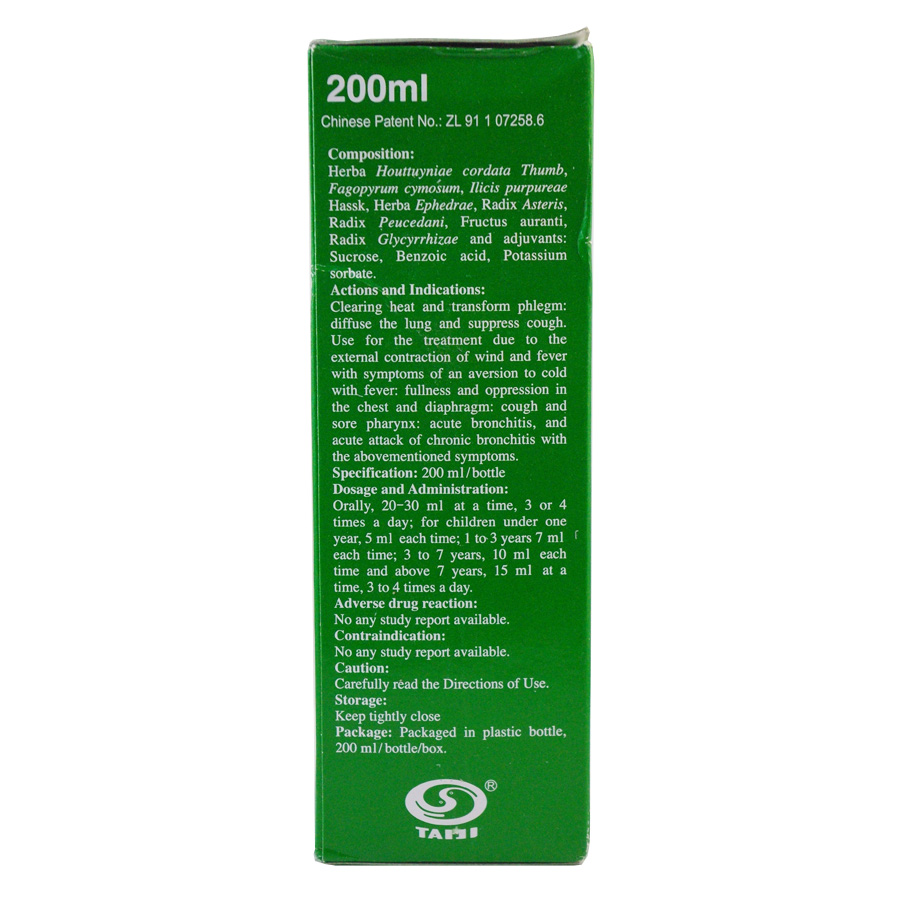 200ml
Chinese Patent No.: ZL 91 1 07258.6
Composition:
Herba Houttuyniae cordata Thumb,
Fagopyrum cymosum, Ilicis purpureae
Hassk, Herba Ephedrae, Radix Asteris,
Radix Peucedani, Fructus auranti,
Radix Glycyrrhizae and adjuvants:
Sucrose, Benzoic acid, Potassium
sorbate.
Actions and Indications:
Clearing heat and transform phlegm:
diffuse the lung and suppress cough.
Use for the treatment due to the
external contraction of wind and fever
with symptoms of an aversion to cold
with fever: fullness and oppression in
the chest and diaphragm: cough and
sore pharynx: acute bronchitis, and
acute attack of chronic bronchitis with
the abovementioned symptoms.
Specification: 200 ml/bottle
Dosage and Administration:
Orally, 20-30 ml at a time, 3 or 4
times a day; for children under one
year, 5 ml each time; 1 to 3 years 7 ml
each time; 3 to 7 years, 10 ml each
time and above 7 years, 15 ml at a
time, 3 to 4 times a day.
Adverse drug reaction:
No any study report available.
Contraindication:
No any study report available.
Caution:
Carefully read the Directions of Use.
Storage:
Keep tightly close
Package: Packaged in plastic bottle,
200 ml/bottle/box.
®